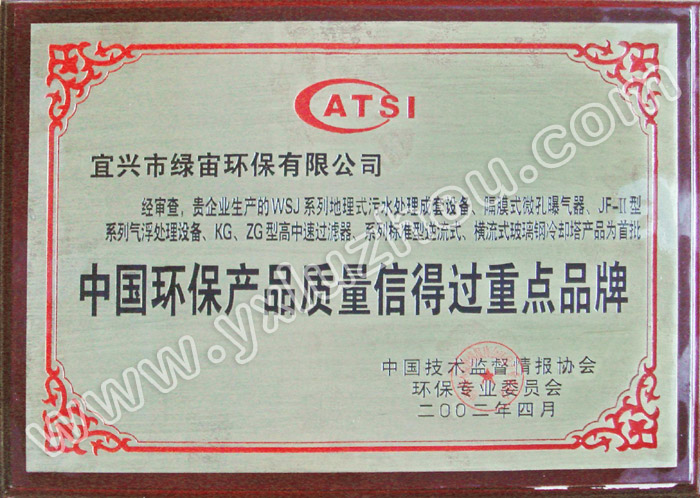 CATSI
宜兴市绿宙环保有限公司
经审查，贵企业生产的WSJ系列地理式污水处理成套设备、隔膜式微孔曝气器、JF-II型
系列气浮处理设备、KG、ZG型高中速过滤器、系列标准型逆流式、横流式玻璃钢冷却塔产品为首批
中国环保产品质量信得过重点品牌
中国技术监督情报协会
环保专业委员会
二〇〇二年四月
www.yxluzhou.com